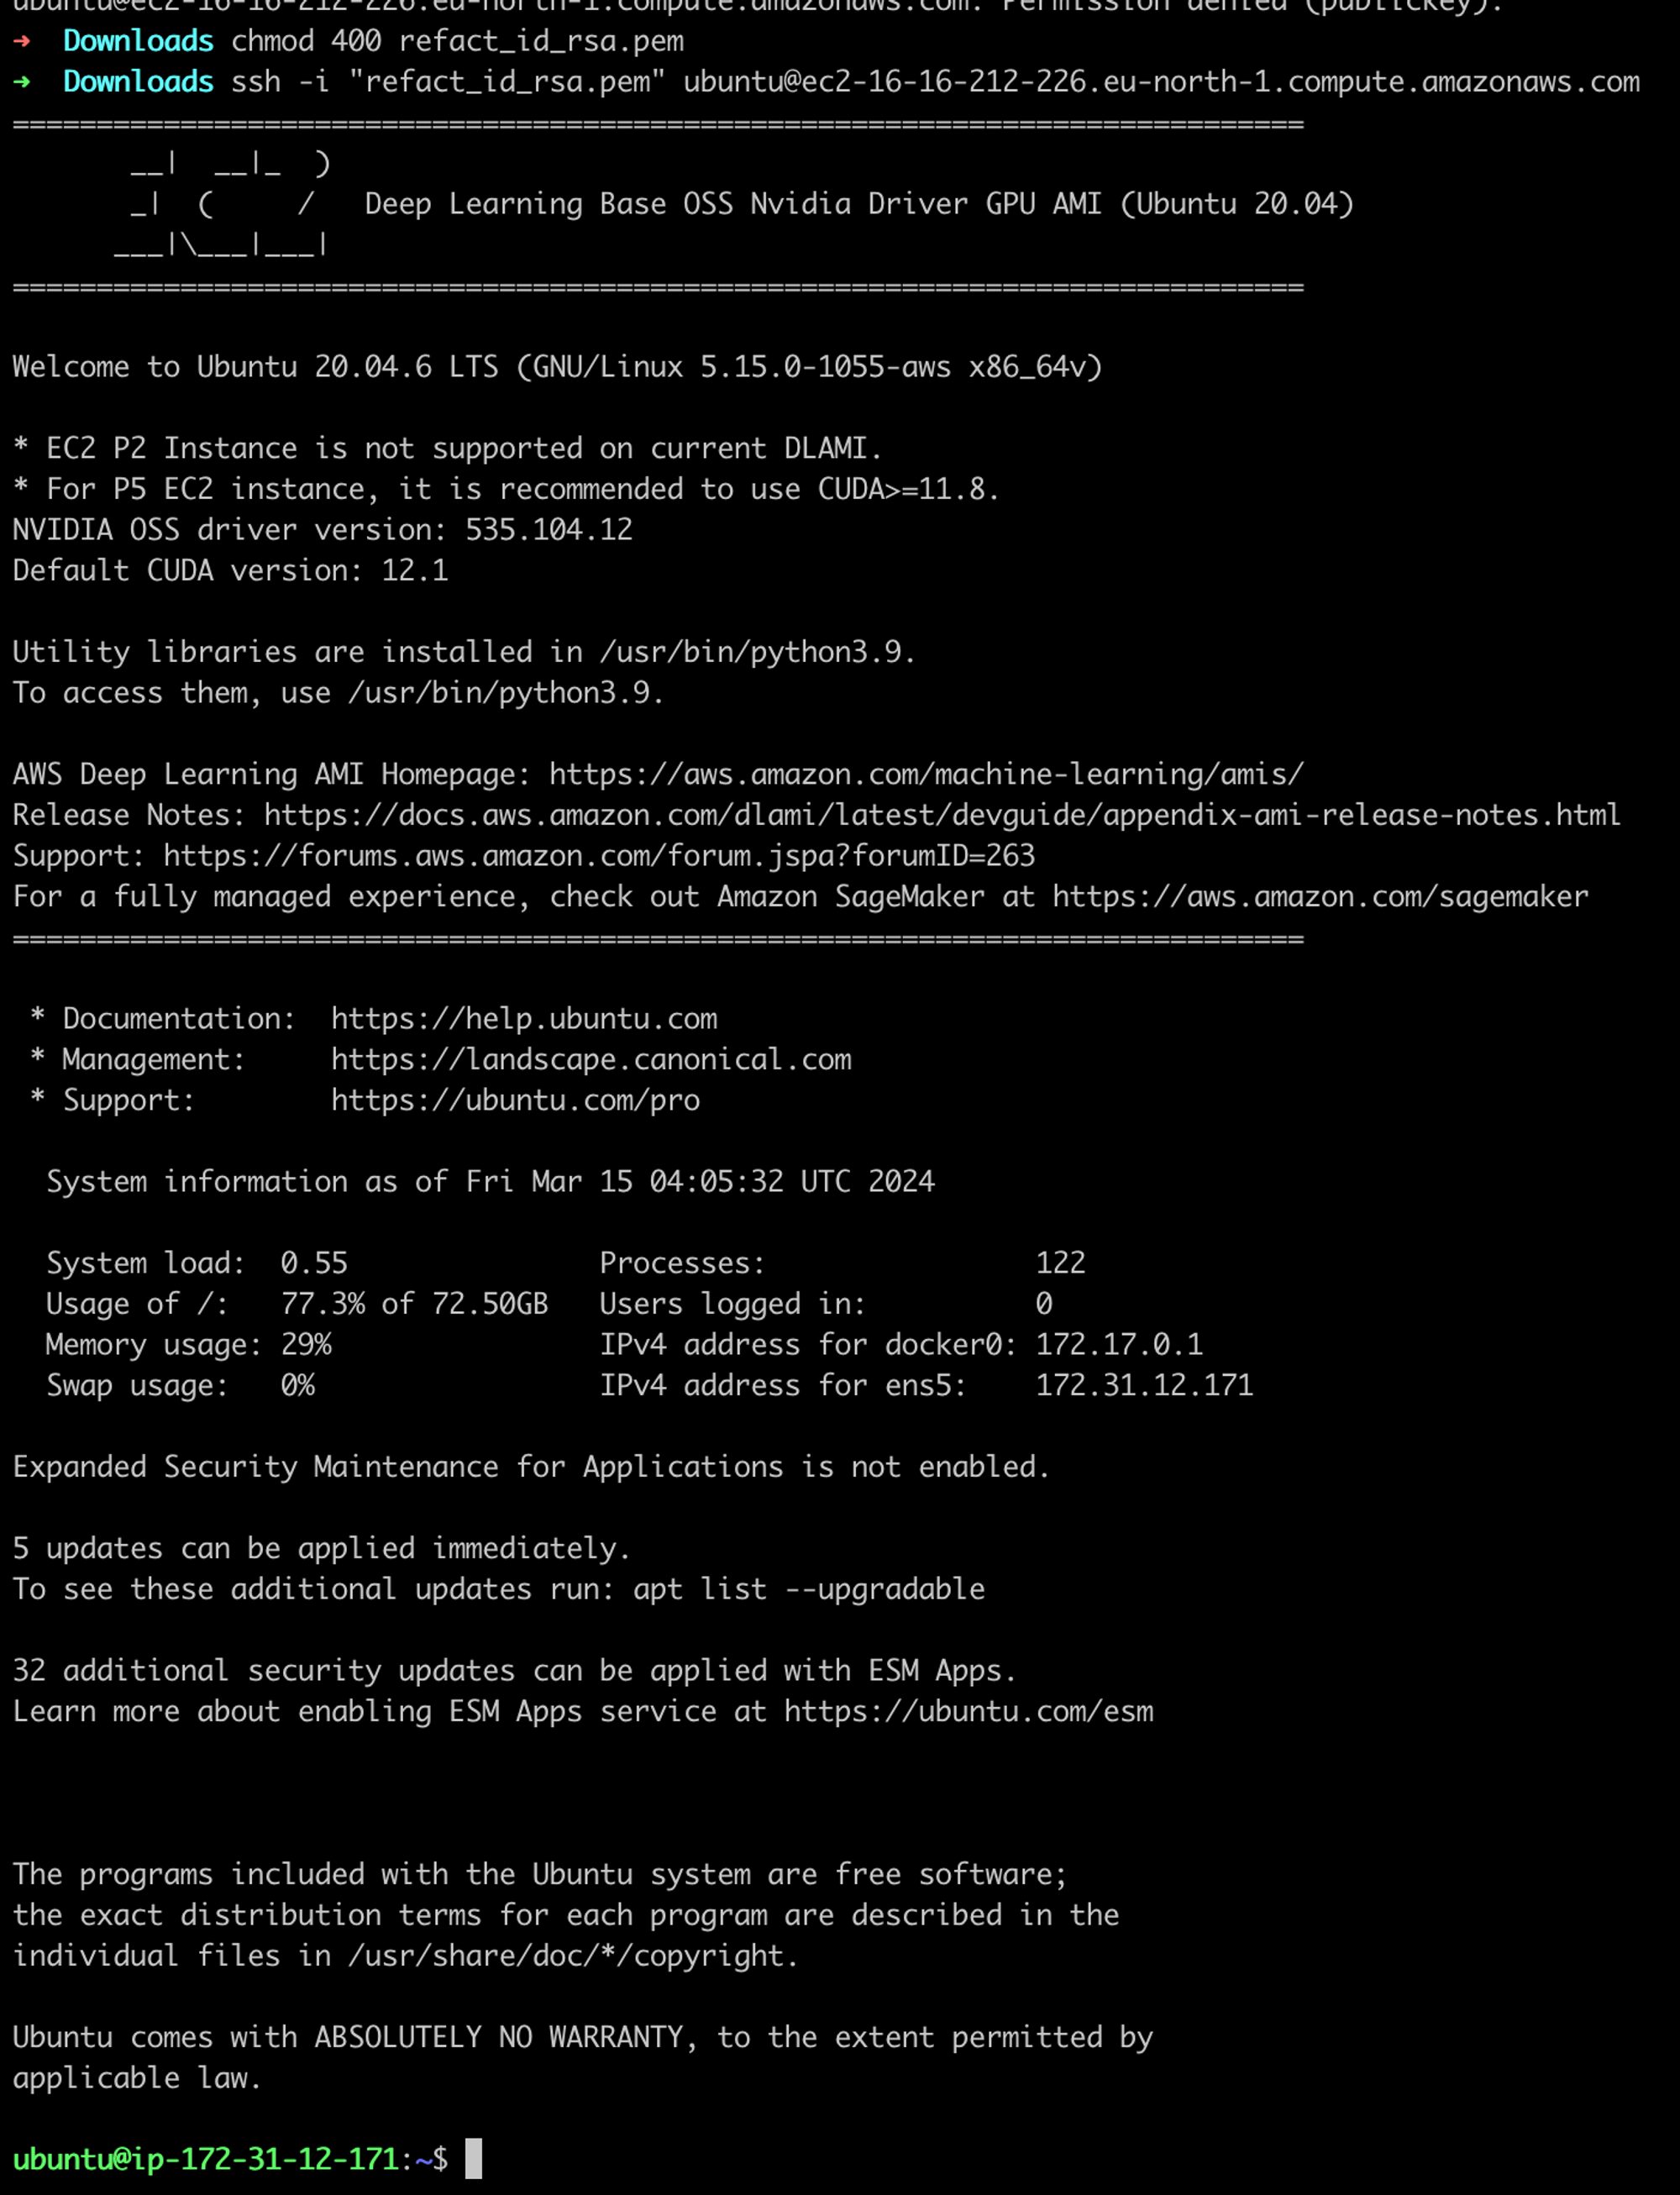 ubuntu@ec2-16-16-212-226.eu-north-1.compute.amazonaws.com: Permission denied (publickey).
➜  Downloads chmod 400 refact_id_rsa.pem
➜  Downloads ssh -i "refact_id_rsa.pem" ubuntu@ec2-16-16-212-226.eu-north-1.compute.amazonaws.com
=============================================================================
       __|  __|_  )
       _|  (     /   Deep Learning Base OSS Nvidia Driver GPU AMI (Ubuntu 20.04)
      ___|\___|___|
=============================================================================
Welcome to Ubuntu 20.04.6 LTS (GNU/Linux 5.15.0-1055-aws x86_64v)
* EC2 P2 Instance is not supported on current DLAMI.
* For P5 EC2 instance, it is recommended to use CUDA>=11.8.
NVIDIA OSS driver version: 535.104.12
Default CUDA version: 12.1
Utility libraries are installed in /usr/bin/python3.9.
To access them, use /usr/bin/python3.9.
AWS Deep Learning AMI Homepage: https://aws.amazon.com/machine-learning/amis/
Release Notes: https://docs.aws.amazon.com/dlami/latest/devguide/appendix-ami-release-notes.html
Support: https://forums.aws.amazon.com/forum.jspa?forumID=263
For a fully managed experience, check out Amazon SageMaker at https://aws.amazon.com/sagemaker
=============================================================================
 * Documentation:  https://help.ubuntu.com
 * Management:     https://landscape.canonical.com
 * Support:        https://ubuntu.com/pro
  System information as of Fri Mar 15 04:05:32 UTC 2024
  System load:  0.55               Processes:                122
  Usage of /:   77.3% of 72.50GB   Users logged in:          0
  Memory usage: 29%                IPv4 address for docker0: 172.17.0.1
  Swap usage:   0%                 IPv4 address for ens5:    172.31.12.171
Expanded Security Maintenance for Applications is not enabled.
5 updates can be applied immediately.
To see these additional updates run: apt list --upgradable
32 additional security updates can be applied with ESM Apps.
Learn more about enabling ESM Apps service at https://ubuntu.com/esm
The programs included with the Ubuntu system are free software;
the exact distribution terms for each program are described in the
individual files in /usr/share/doc/*/copyright.
Ubuntu comes with ABSOLUTELY NO WARRANTY, to the extent permitted by
applicable law.
ubuntu@ip-172-31-12-171:~$